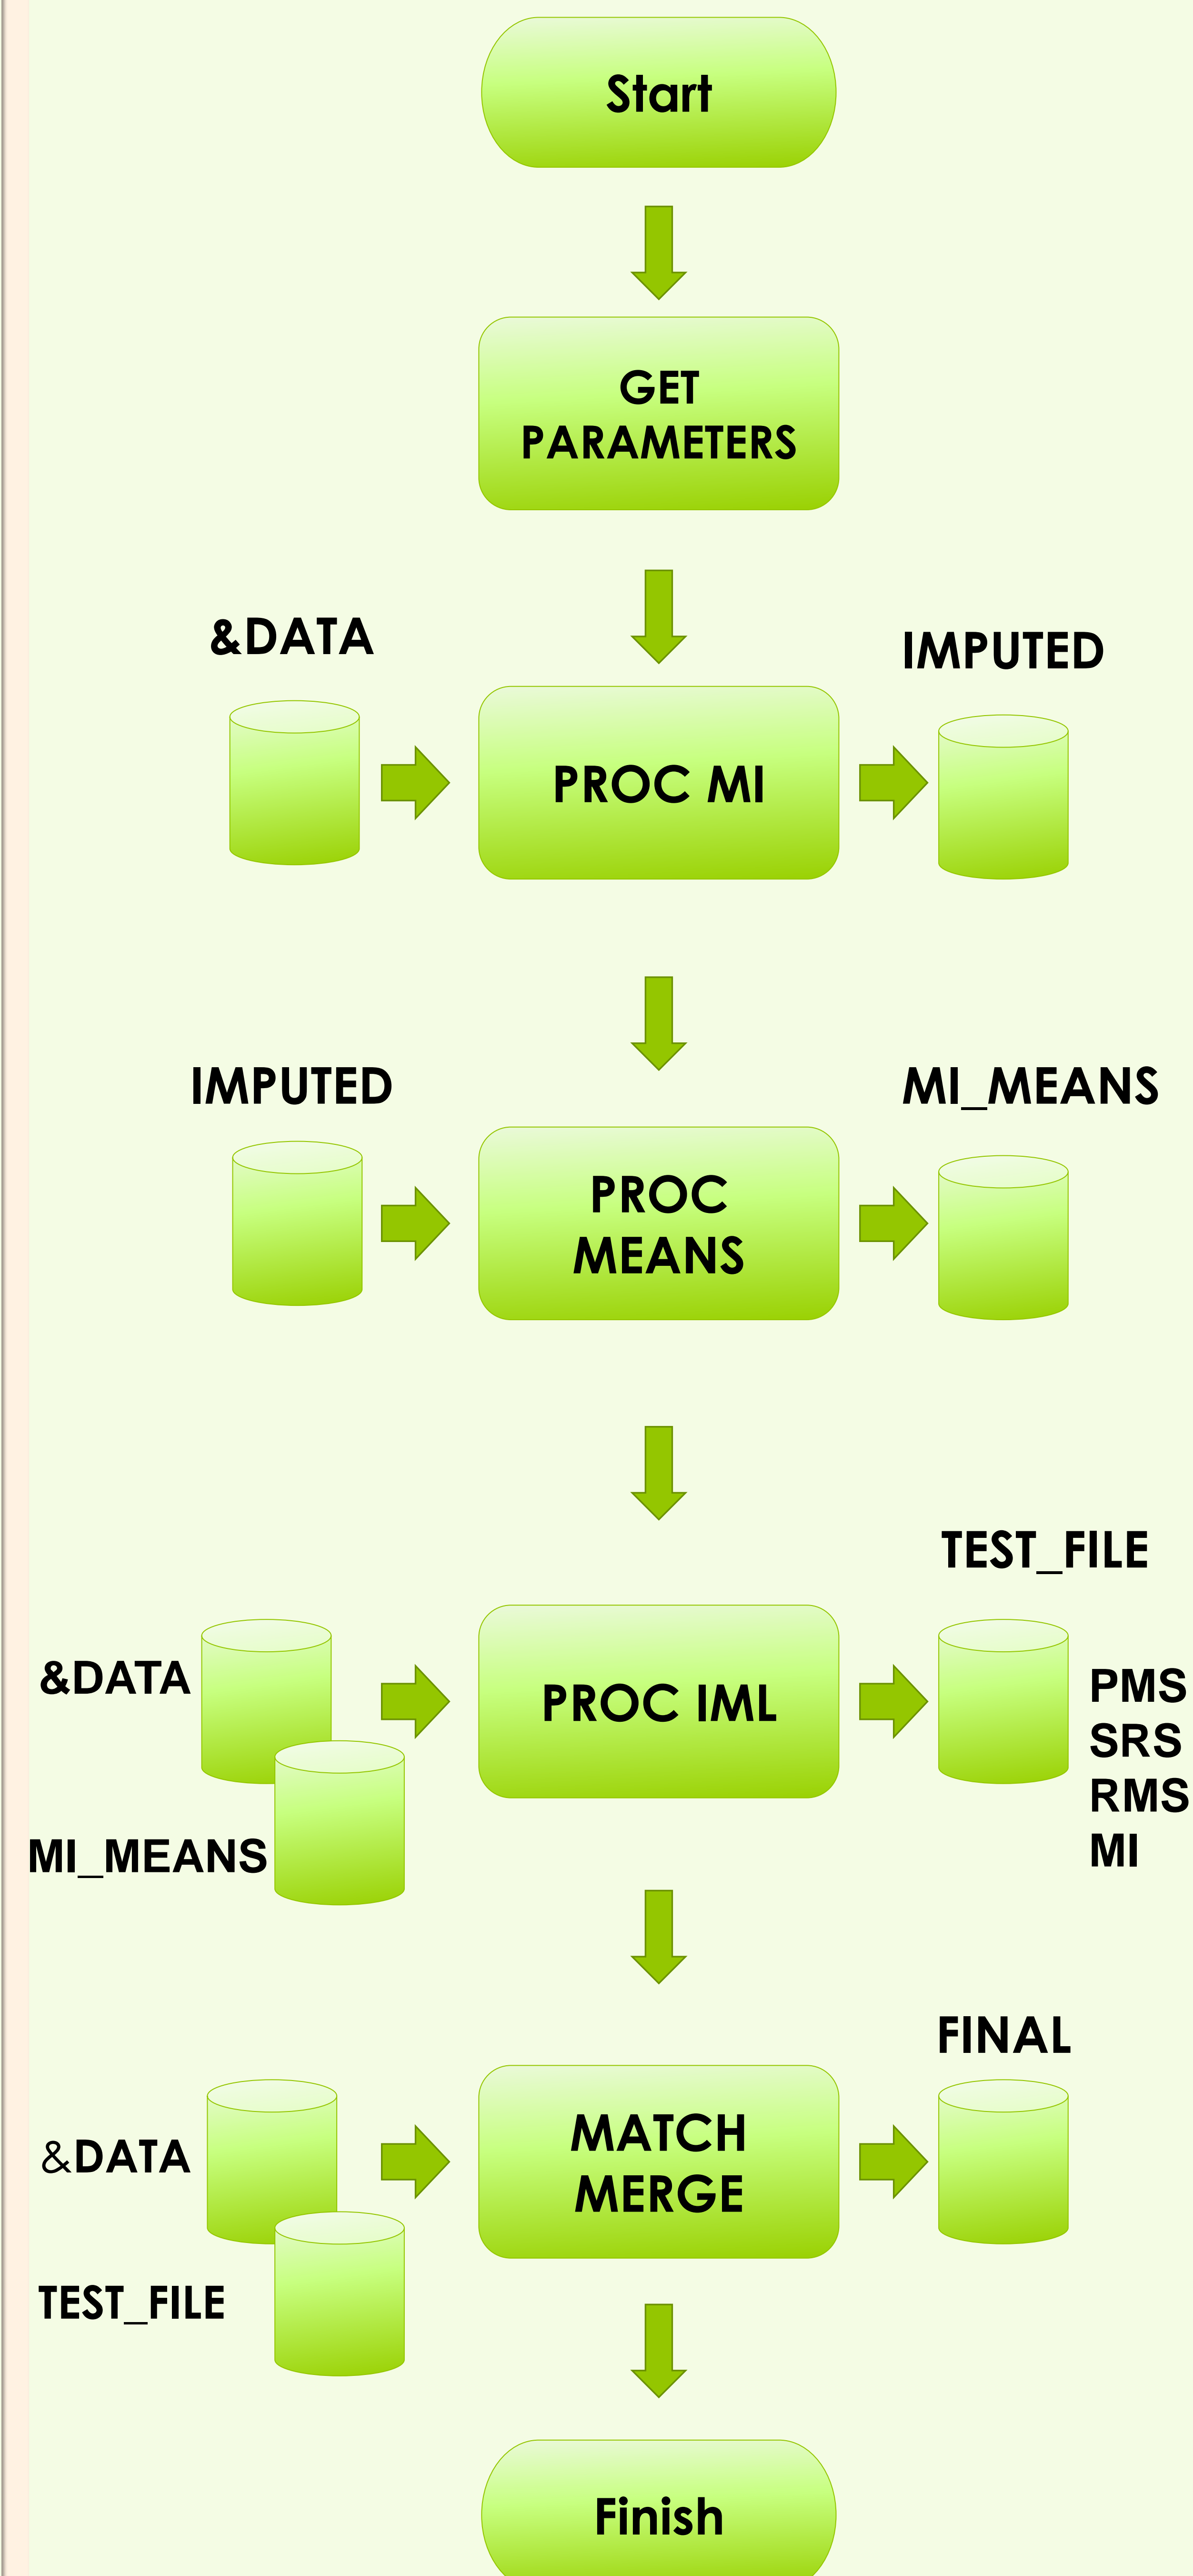 Start
GET
PARAMETERS
&DATA
IMPUTED
PROC MI
IMPUTED
MI_MEANS
PROC
MEANS
TEST_FILE
&DATA
MI_MEANS
PROC IML
PMS
SRS
RMS
MI
FINAL
&DATA
TEST_FILE
MATCH
MERGE
Finish